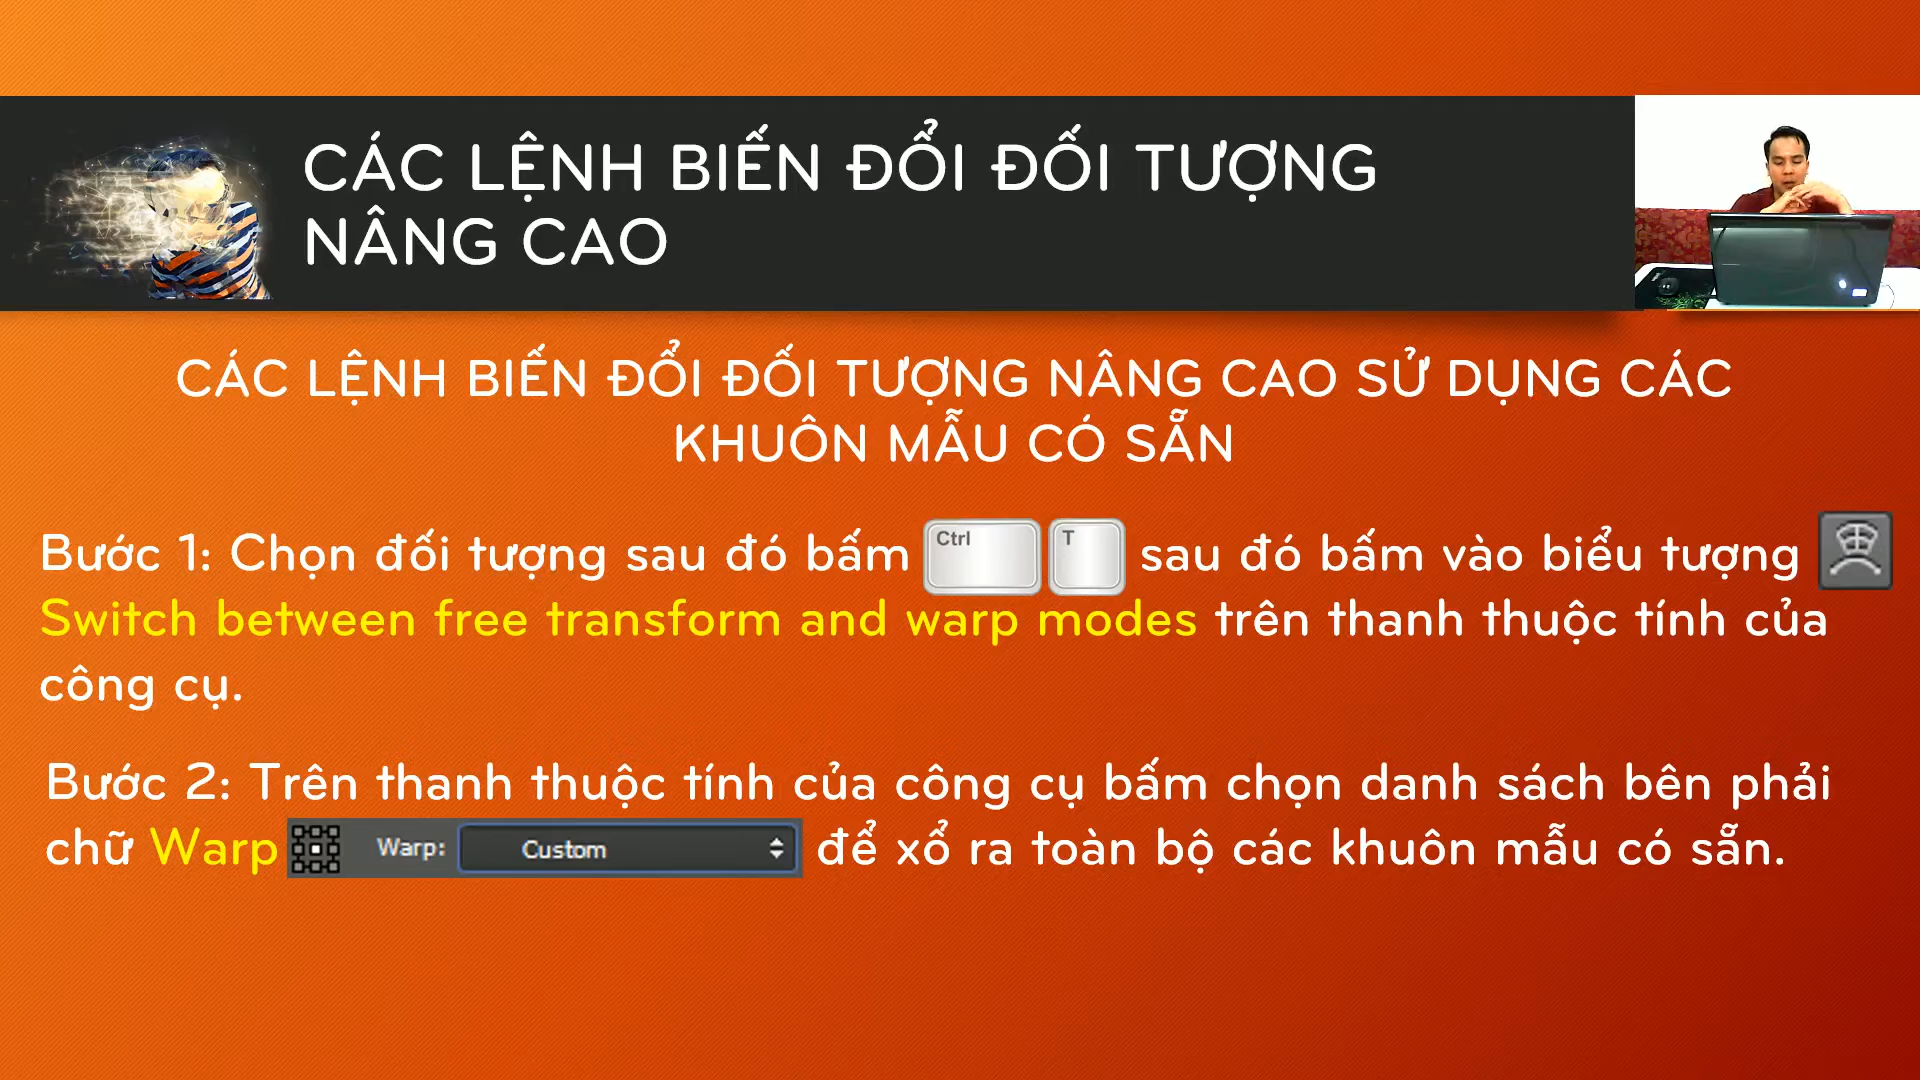 CÁC LỆNH BIẾN ĐỔI ĐỐI TƯỢNG
NÂNG CAO
CÁC LỆNH BIẾN ĐỔI ĐỐI TƯỢNG NÂNG CAO SỬ DỤNG CÁC
KHUÔN MẪU CÓ SẴN
Bước 1: Chọn đối tượng sau đó bấm Ctrl T sau đó bấm vào biểu tượng
Switch between free transform and warp modes trên thanh thuộc tính của
công cụ.
Bước 2: Trên thanh thuộc tính của công cụ bấm chọn danh sách bên phải
chữ Warp Warp: Custom để xổ ra toàn bộ các khuôn mẫu có sẵn.